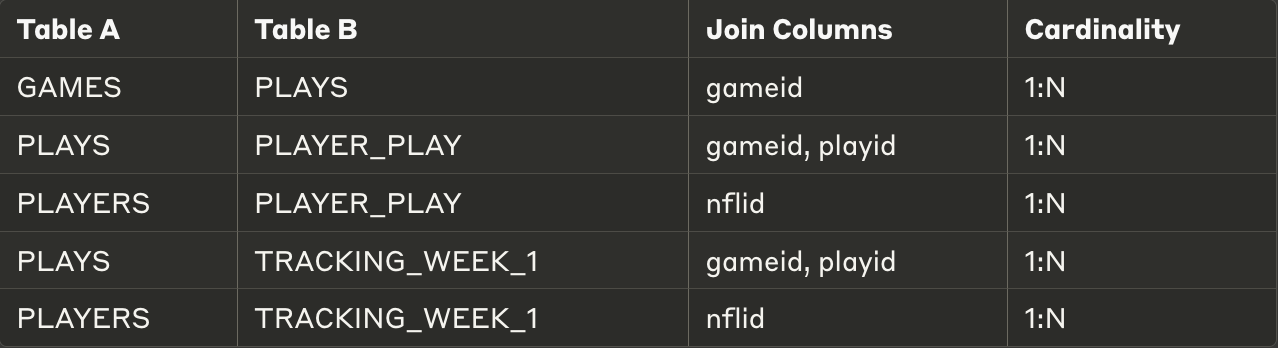 Table A Table B Join Columns Cardinality
GAMES PLAYS gameid 1:N
PLAYS PLAYER_PLAY gameid, playid 1:N
PLAYERS PLAYER_PLAY nflid 1:N
PLAYS TRACKING_WEEK_1 gameid, playid 1:N
PLAYERS TRACKING_WEEK_1 nflid 1:N